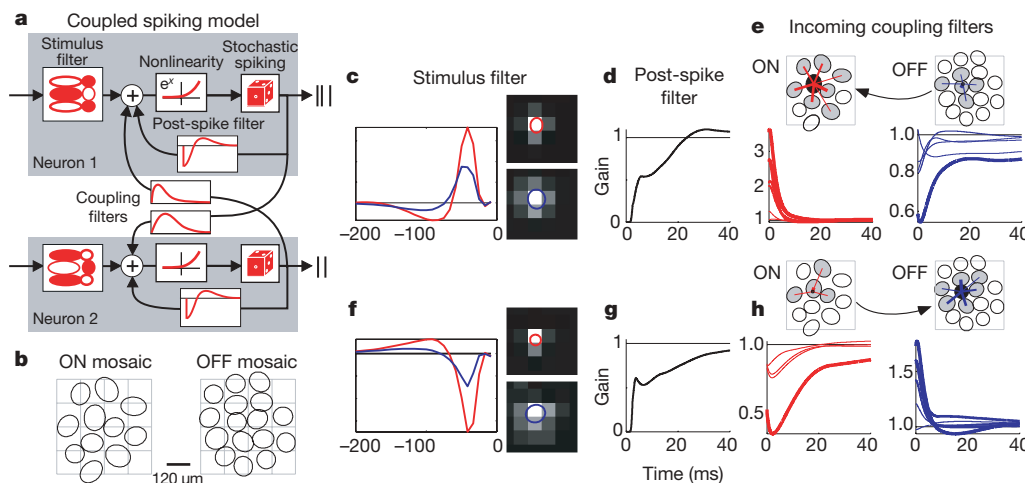 a Coupled spiking model
Stimulus filter
Nonlinearity
Stochastic spiking
eˣ
Post-spike filter
Neuron 1
Coupling filters
Neuron 2
b ON mosaic OFF mosaic
120 µm
c Stimulus filter
−200 −100 0
d Post-spike filter
Gain
1
0
0 20 40
e Incoming coupling filters
ON OFF
3
2
1
0 20 40
1.0
0.8
0.6
0 20 40 ms
f
−200 −100 0
g
Gain
1
0
0 20 40
Time (ms)
h
ON OFF
1.0
0.5
0 20 40
1.5
1.0
0 20 40